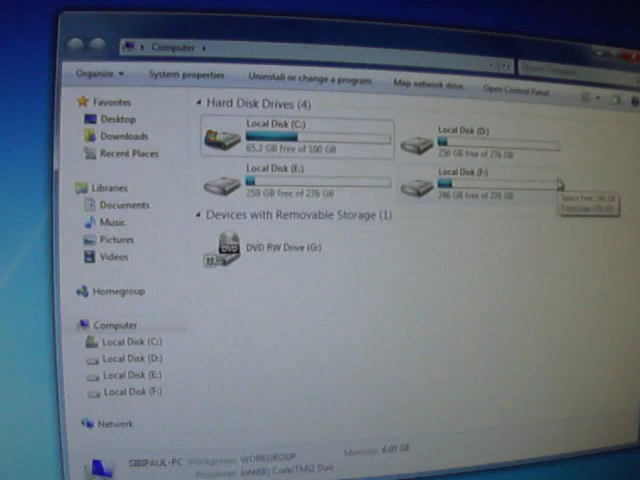 Computer
Organize
System properties
Uninstall or change a program
Map network drive
Open Control Panel
Favorites
Desktop
Downloads
Recent Places
Libraries
Documents
Music
Pictures
Videos
Homegroup
Computer
Local Disk (C:)
Local Disk (D:)
Local Disk (E:)
Local Disk (F:)
Network
Hard Disk Drives (4)
Local Disk (C:)
65.2 GB free of 100 GB
Local Disk (D:)
256 GB free of 276 GB
Local Disk (E:)
259 GB free of 276 GB
Local Disk (F:)
246 GB free of 276 GB
Devices with Removable Storage (1)
DVD RW Drive (G:)
DVD
SIBIPAUL-PC Workgroup: WORKGROUP Memory: 4.00 GB
Processor: Intel(R) Core(TM)2 Duo